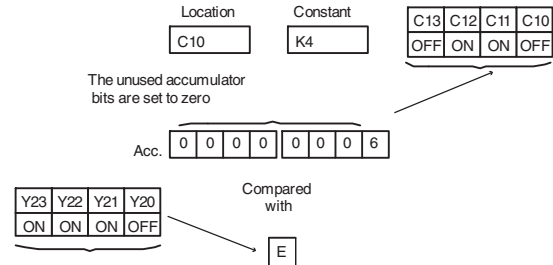 Location Constant
C10 K4
C13 C12 C11 C10
OFF ON ON OFF
The unused accumulator
bits are set to zero
Acc. 0 0 0 0 0 0 0 6
Compared
with
Y23 Y22 Y21 Y20
ON ON ON OFF
E